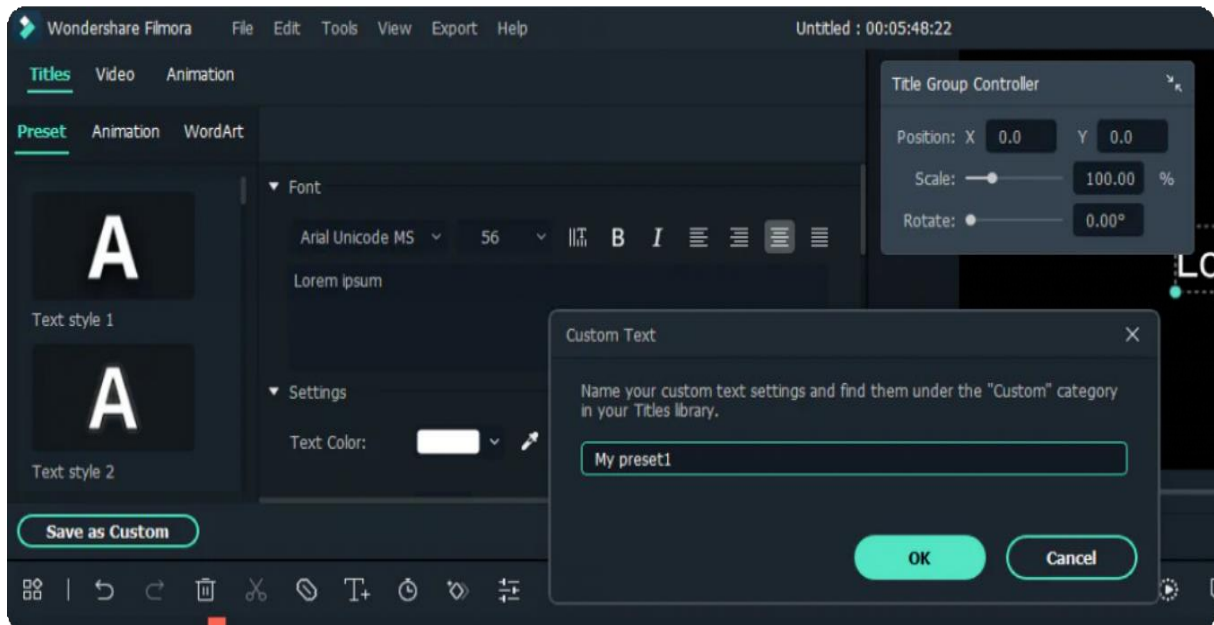 Wondershare Filmora File Edit Tools View Export Help Untitled : 00:05:48:22
Titles Video Animation
Preset Animation WordArt
A
Text style 1
A
Text style 2
Save as Custom
Font
Arial Unicode MS 56 B I
Lorem ipsum
Settings
Text Color:
Title Group Controller
Position: X 0.0 Y 0.0
Scale: 100.00 %
Rotate: 0.00°
Lo
Custom Text
Name your custom text settings and find them under the "Custom" category
in your Titles library.
My preset1
OK Cancel